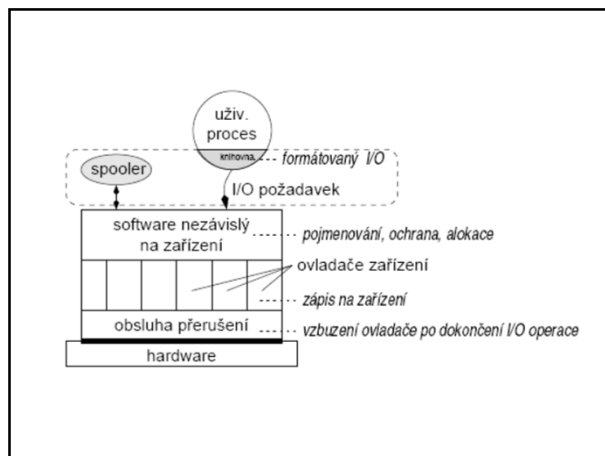 uživ.
proces
knihovna
formátovaný I/O
spooler
I/O požadavek
software nezávislý
na zařízení
pojmenování, ochrana, alokace
ovladače zařízení
zápis na zařízení
obsluha přerušení
vzbuzení ovladače po dokončení I/O operace
hardware